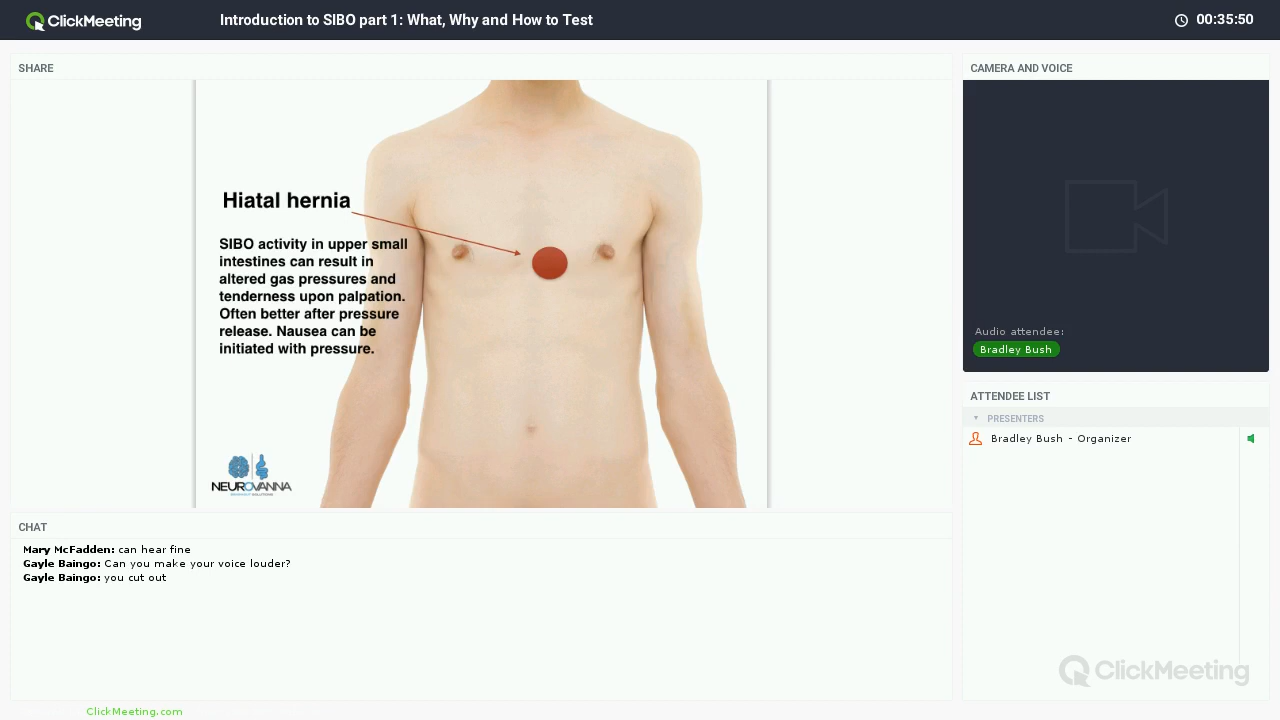 ClickMeeting
Introduction to SIBO part 1: What, Why and How to Test
00:35:50
SHARE
Hiatal hernia
SIBO activity in upper small
intestines can result in
altered gas pressures and
tenderness upon palpation.
Often better after pressure
release. Nausea can be
initiated with pressure.
NEUROVANNA
CHAT
Mary McFadden: can hear fine
Gayle Baingo: Can you make your voice louder?
Gayle Baingo: you cut out
CAMERA AND VOICE
Audio attendee:
Bradley Bush
ATTENDEE LIST
PRESENTERS
Bradley Bush - Organizer
ClickMeeting
ClickMeeting.com